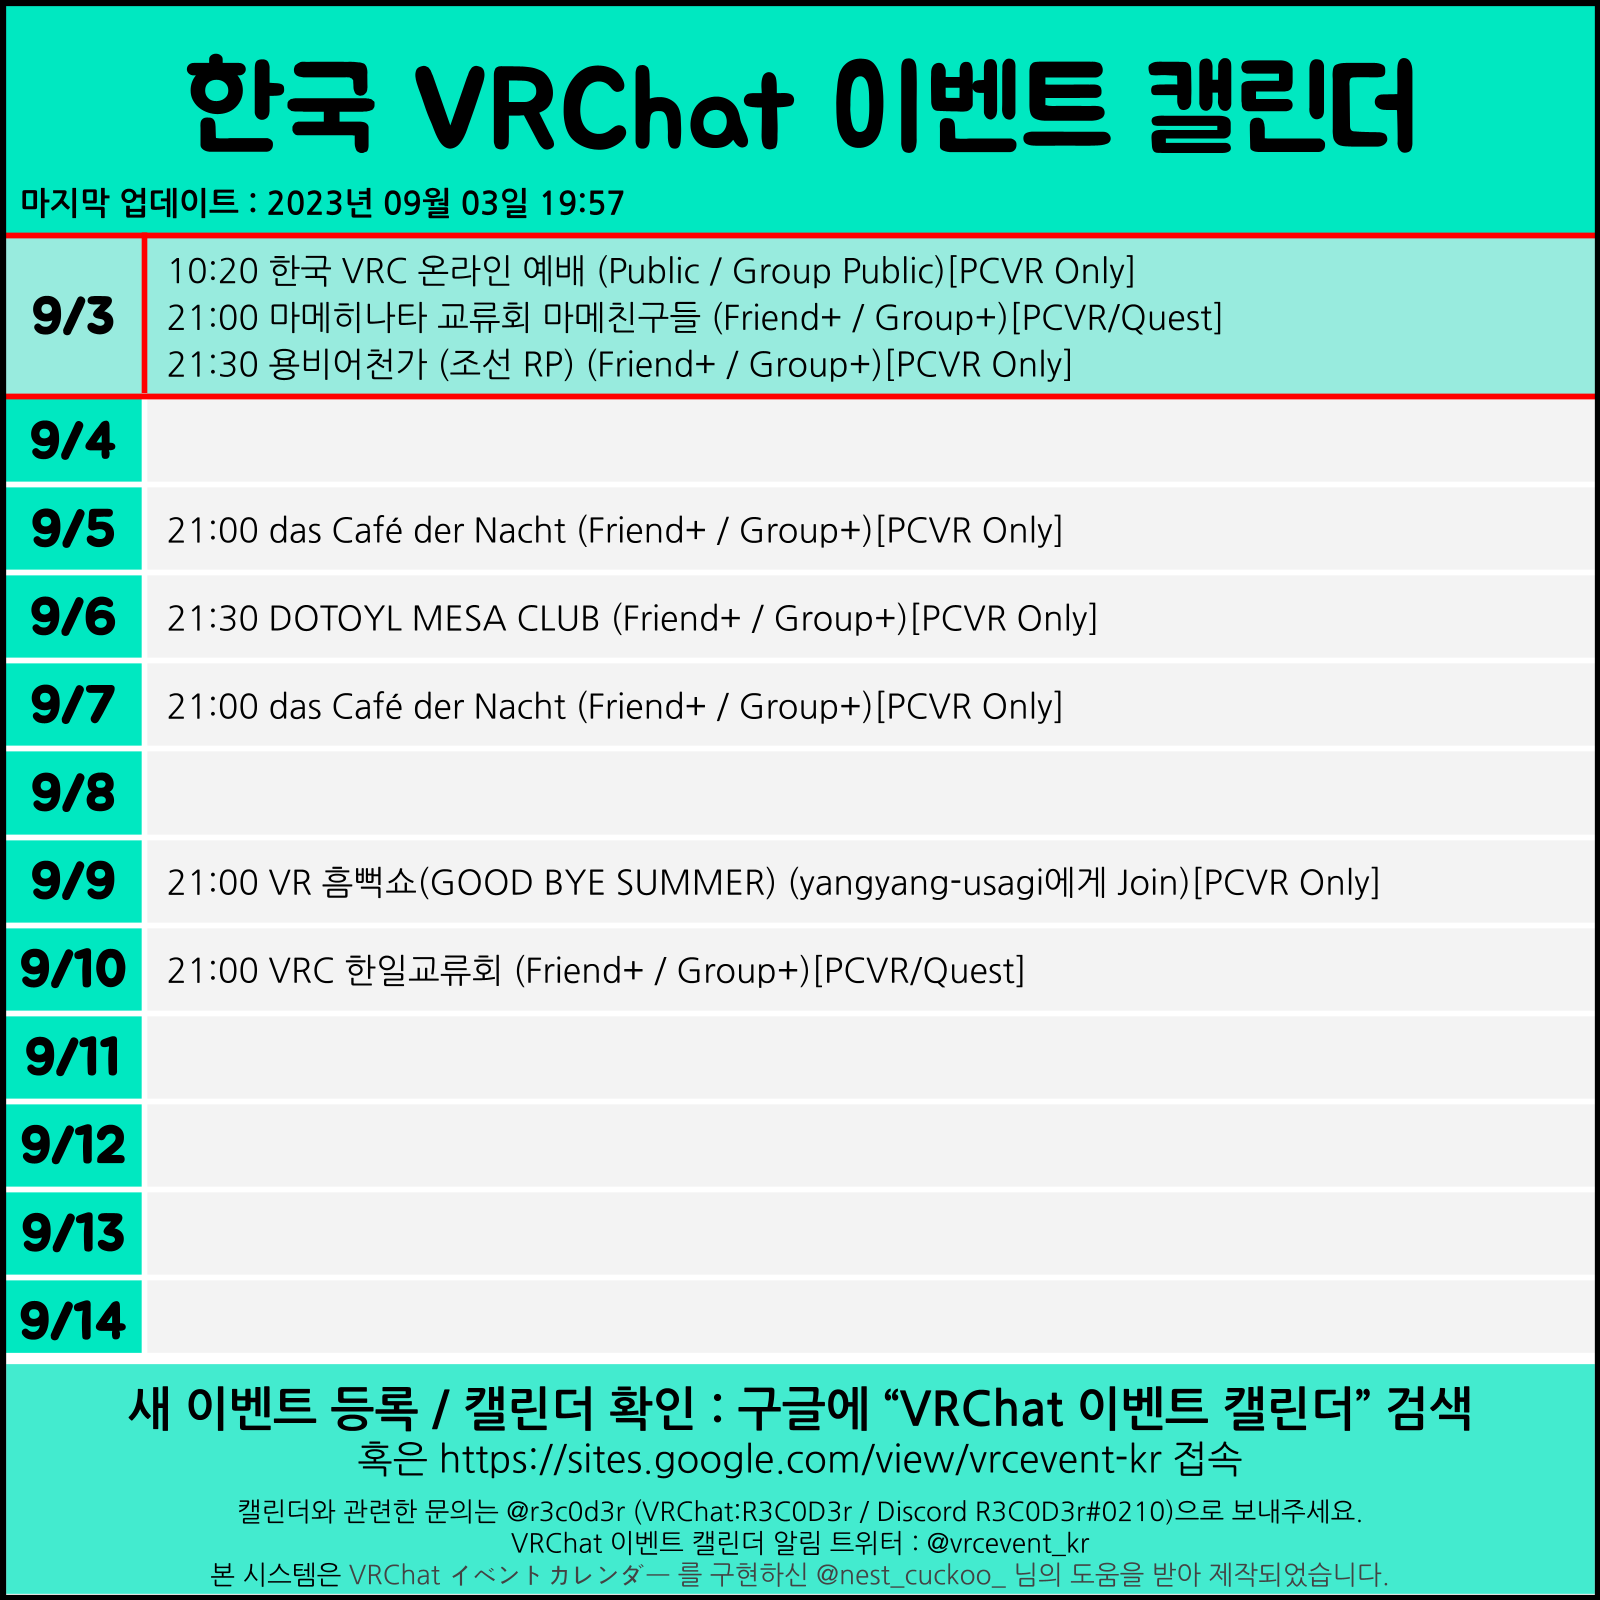 한국 VRChat 이벤트 캘린더
마지막 업데이트 : 2023년 09월 03일 19:57
9/3
10:20 한국 VRC 온라인 예배 (Public / Group Public)[PCVR Only]
21:00 마메히나타 교류회 마메친구들 (Friend+ / Group+)[PCVR/Quest]
21:30 용비어천가 (조선 RP) (Friend+ / Group+)[PCVR Only]
9/4
9/5
21:00 das Café der Nacht (Friend+ / Group+)[PCVR Only]
9/6
21:30 DOTOYL MESA CLUB (Friend+ / Group+)[PCVR Only]
9/7
21:00 das Café der Nacht (Friend+ / Group+)[PCVR Only]
9/8
9/9
21:00 VR 흠뻑쇼(GOOD BYE SUMMER) (yangyang-usagi에게 Join)[PCVR Only]
9/10
21:00 VRC 한일교류회 (Friend+ / Group+)[PCVR/Quest]
9/11
9/12
9/13
9/14
새 이벤트 등록 / 캘린더 확인 : 구글에 “VRChat 이벤트 캘린더” 검색
혹은 https://sites.google.com/view/vrcevent-kr 접속
캘린더와 관련한 문의는 @r3c0d3r (VRChat:R3C0D3r / Discord R3C0D3r#0210)으로 보내주세요.
VRChat 이벤트 캘린더 알림 트위터 : @vrcevent_kr
본 시스템은 VRChat イベントカレンダー 를 구현하신 @nest_cuckoo_ 님의 도움을 받아 제작되었습니다.